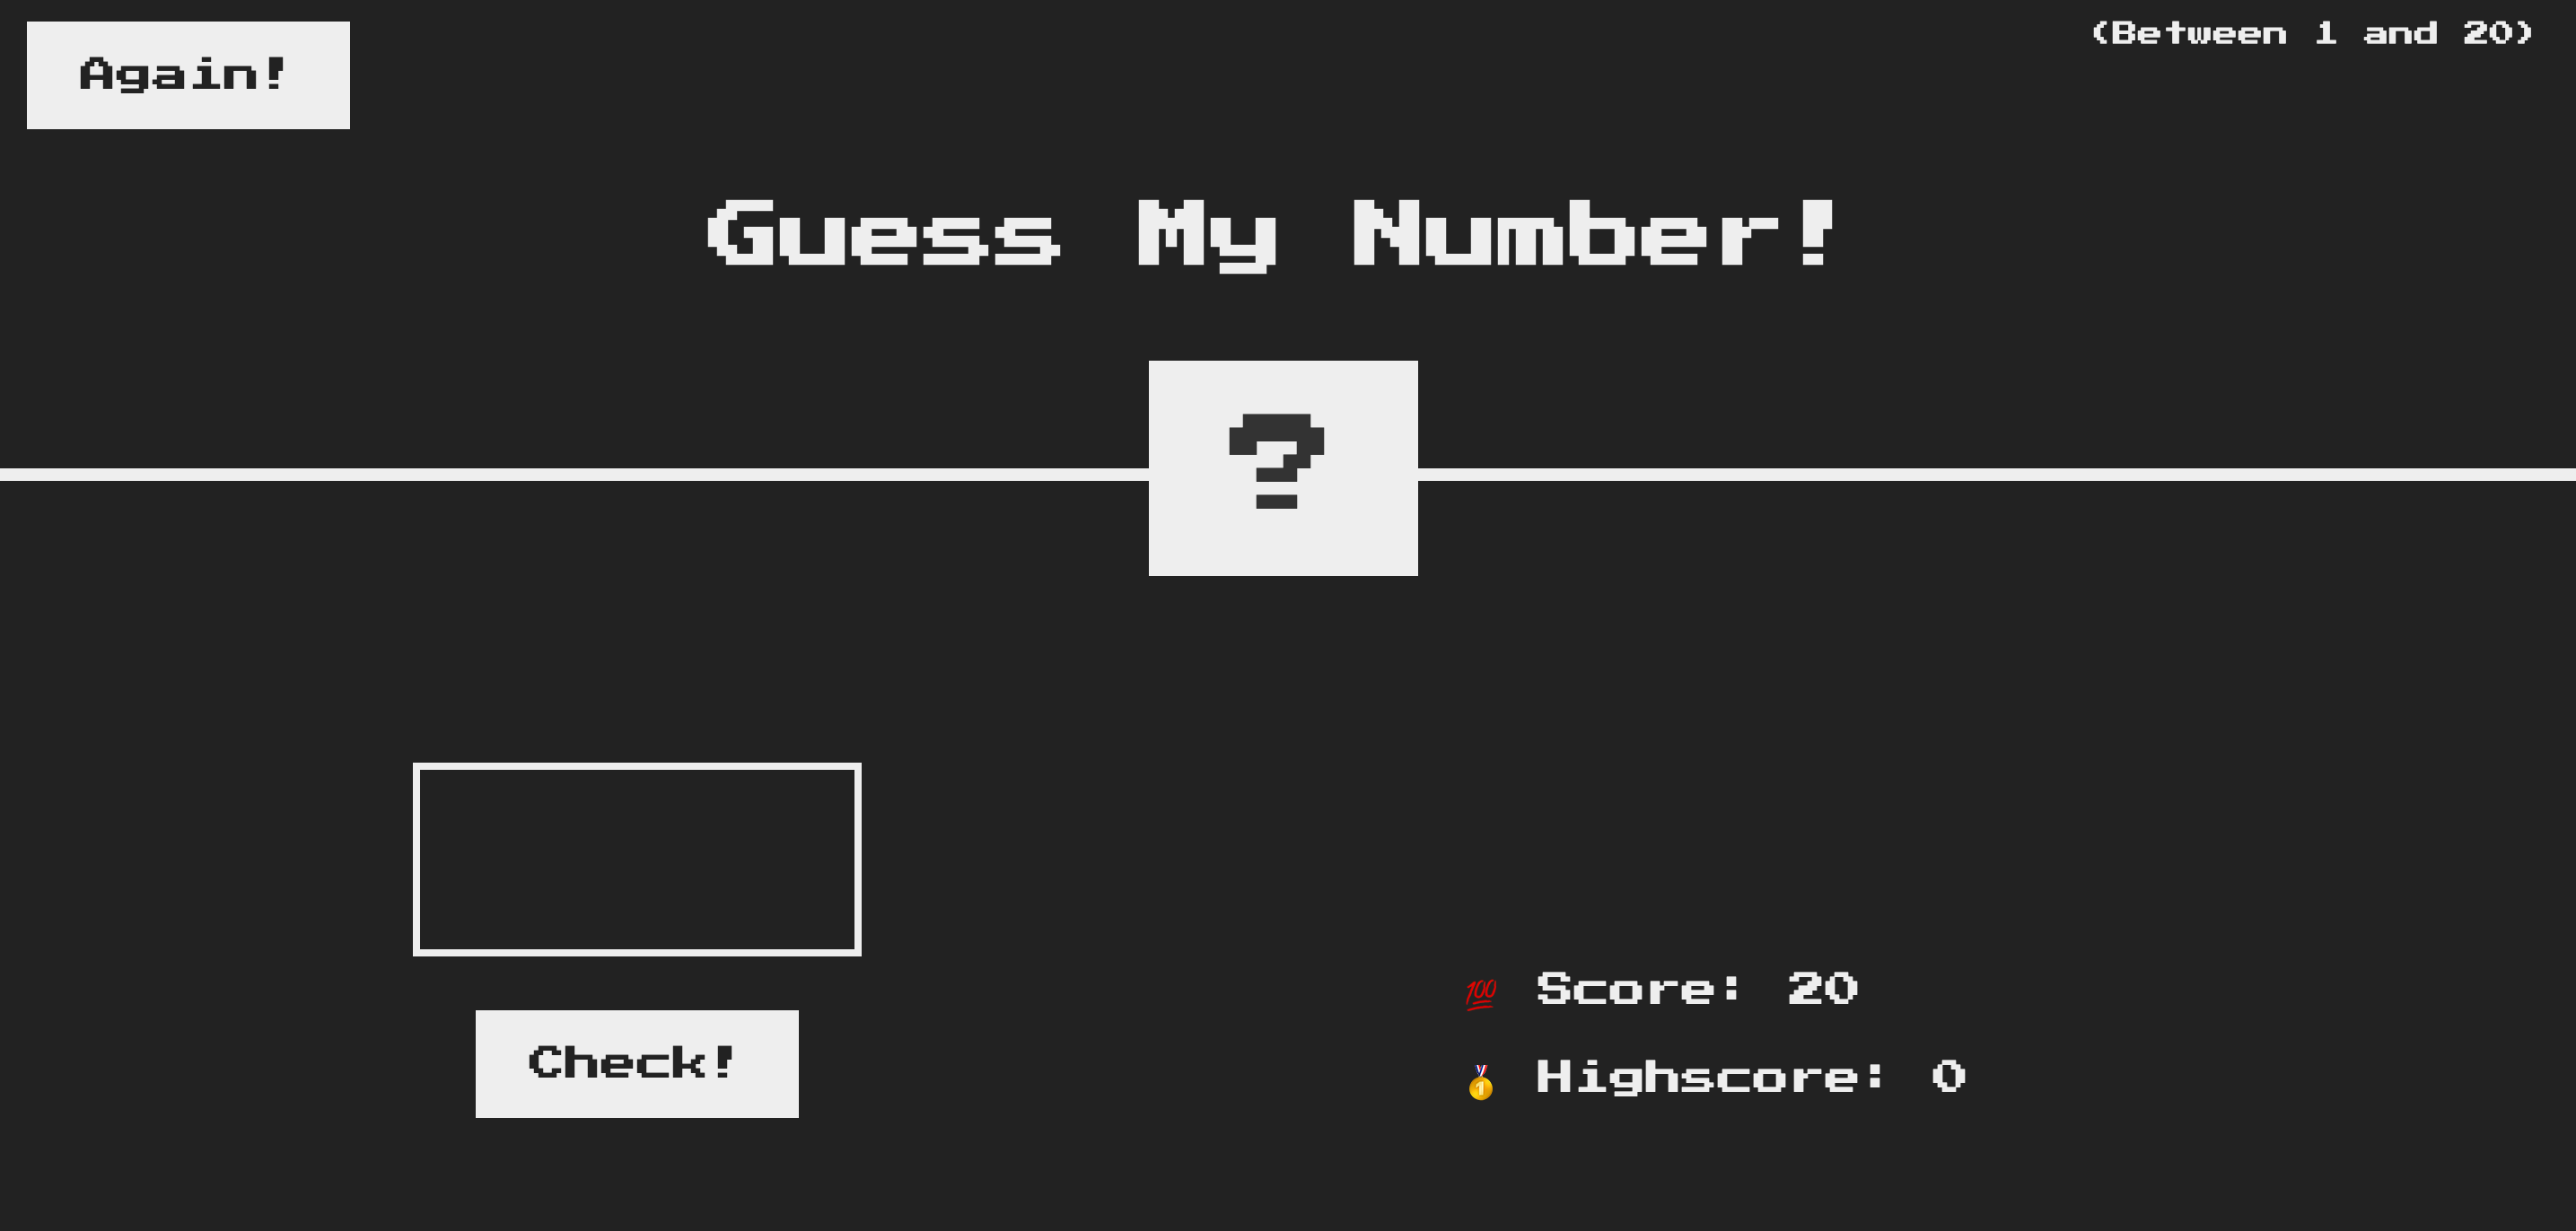 Again!
(Between 1 and 20)
Guess My Number!
?
Check!
💯 Score: 20
🥇 Highscore: 0